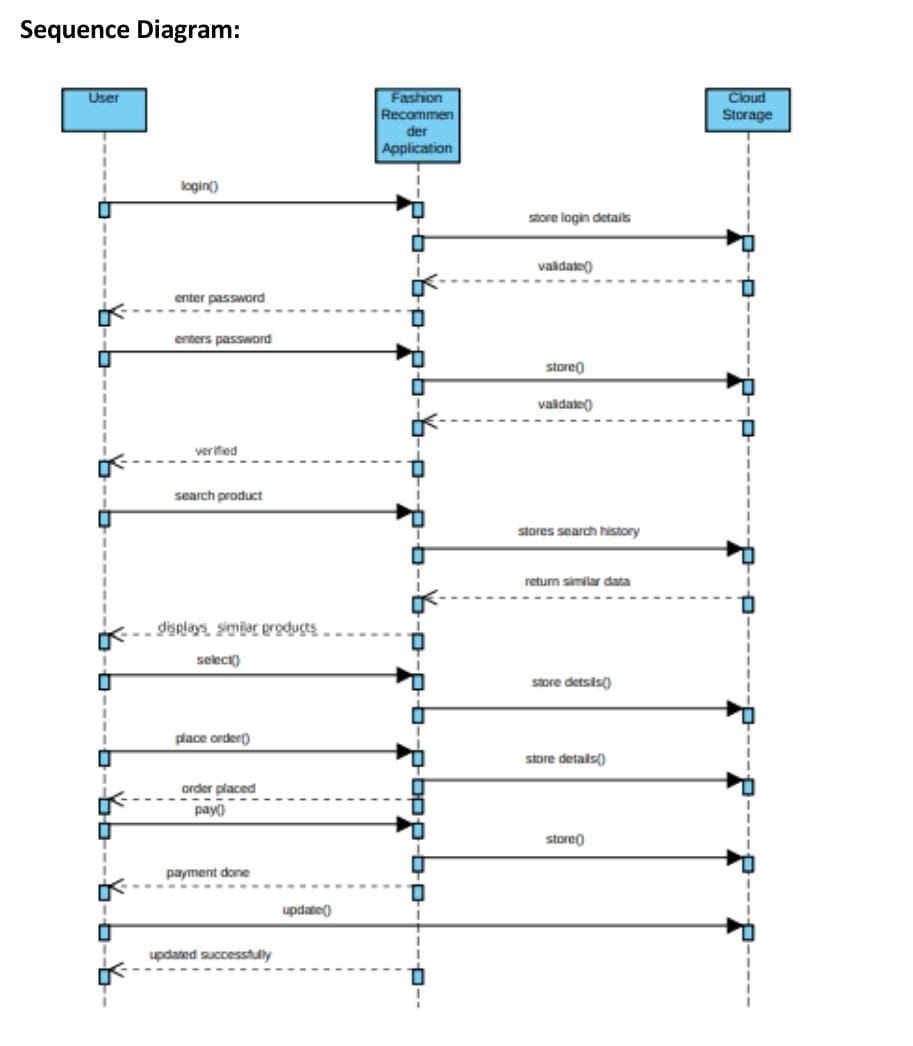 Sequence Diagram:
User
Fashion
Recommen
der
Application
Cloud
Storage
login()
store login details
validate()
enter password
enters password
store()
validate()
verified
search product
stores search history
return similar data
displays similar products
select()
store detsils()
place order()
store details()
order placed
pay()
store()
payment done
update()
updated successfully